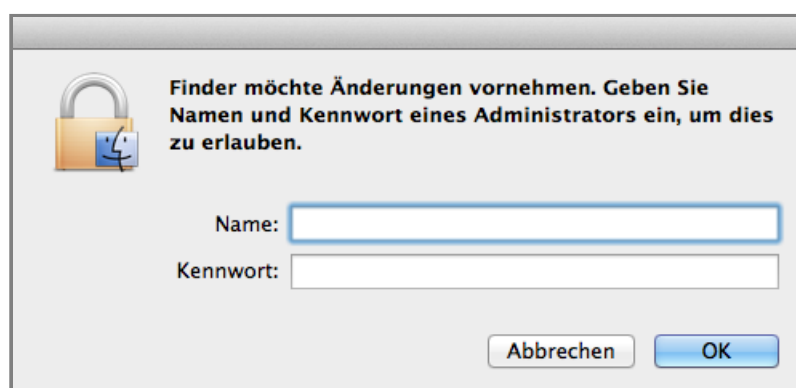 Finder möchte Änderungen vornehmen. Geben Sie
Namen und Kennwort eines Administrators ein, um dies
zu erlauben.
Name:
Kennwort:
Abbrechen
OK